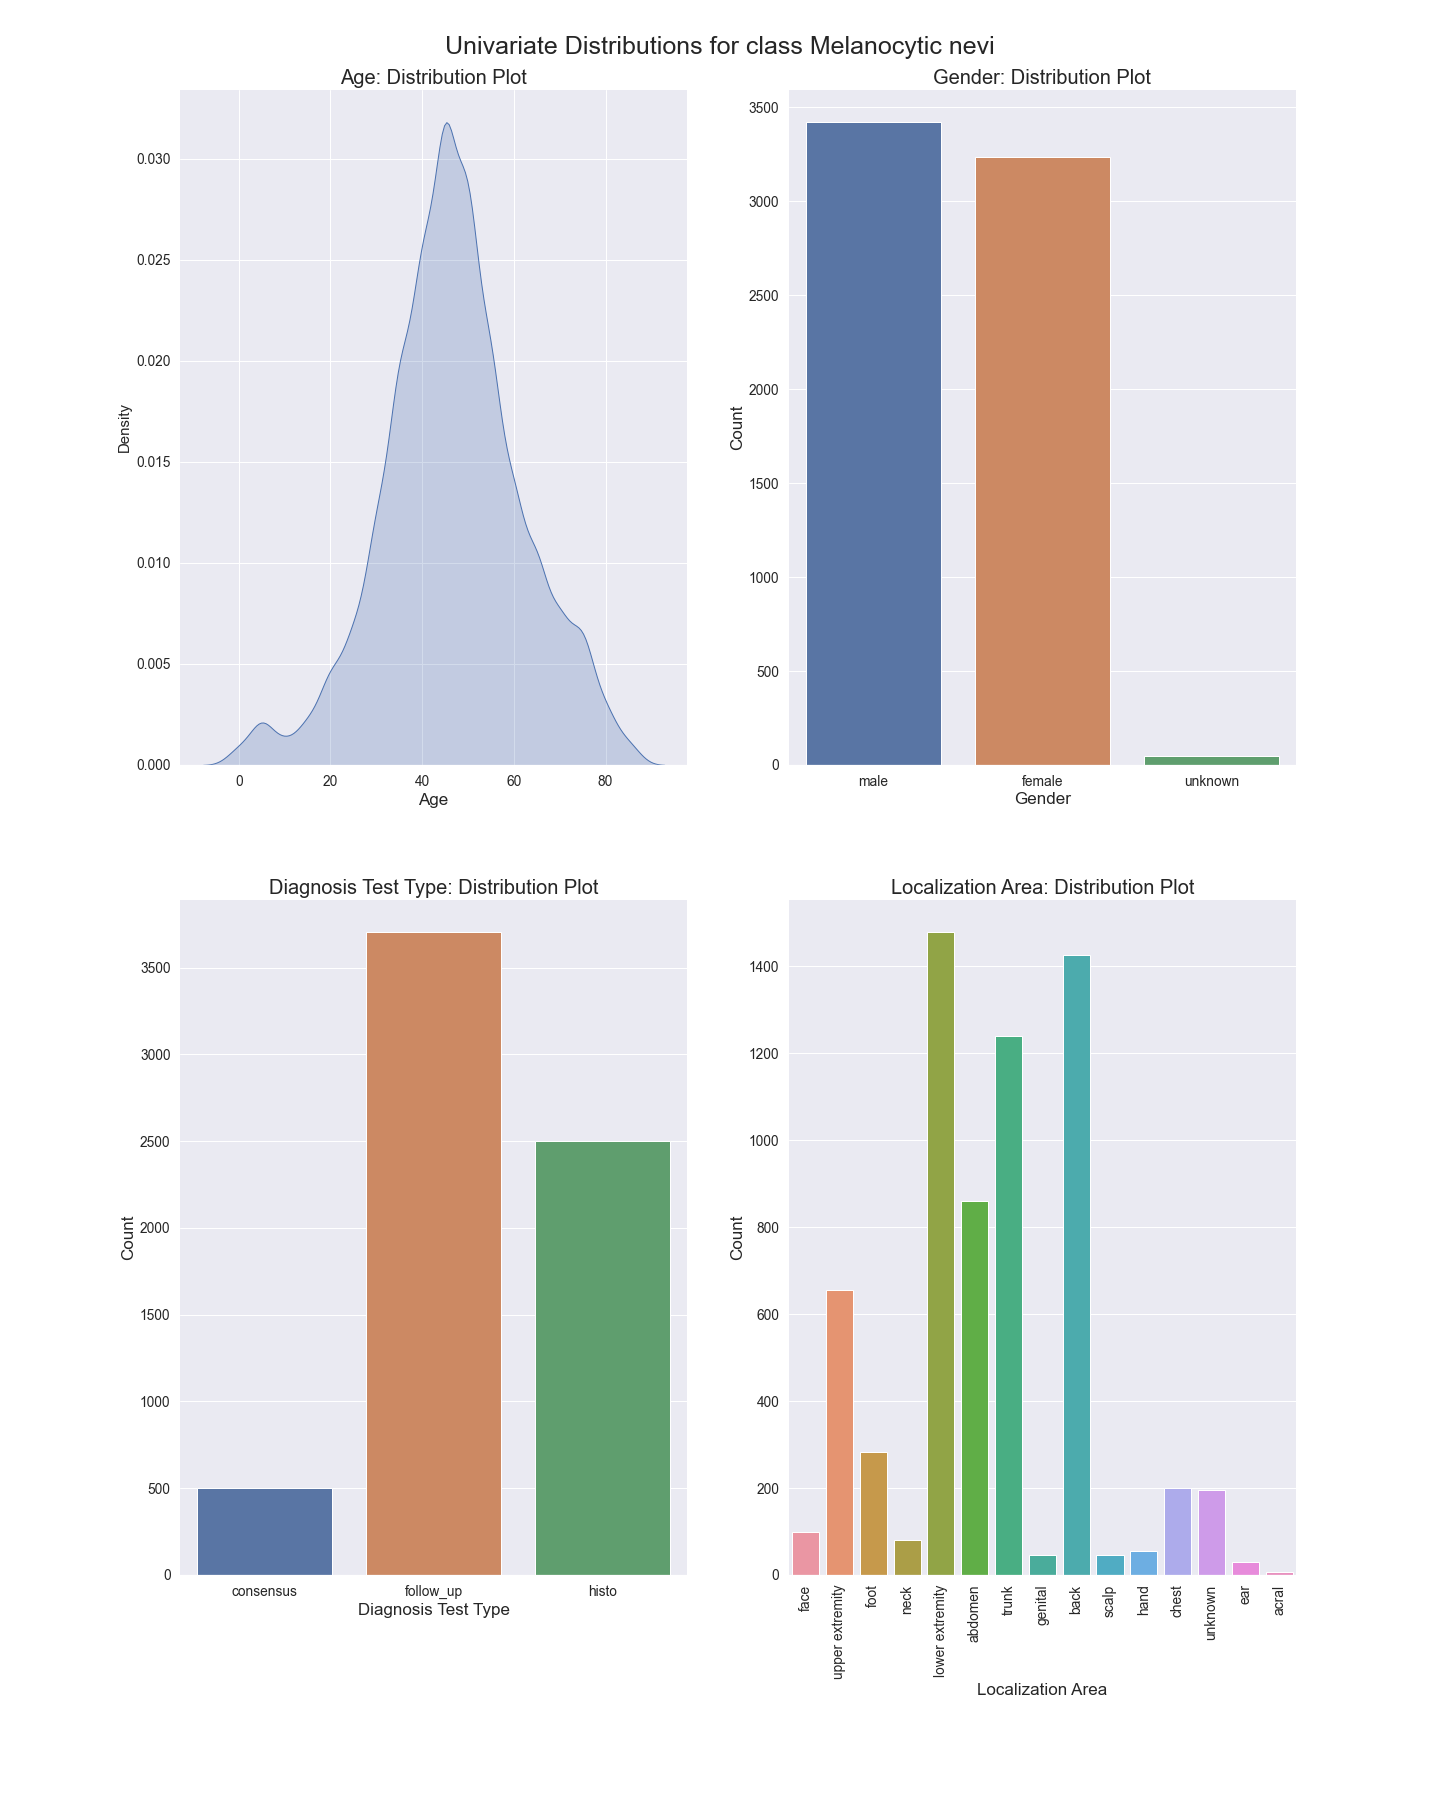 Univariate Distributions for class Melanocytic nevi
Age: Distribution Plot
0.030
0.025
0.020
0.015
0.010
0.005
0.000
Density
0 20 40 60 80
Age
Gender: Distribution Plot
3500
3000
2500
2000
1500
1000
500
0
Count
male female unknown
Gender
Diagnosis Test Type: Distribution Plot
3500
3000
2500
2000
1500
1000
500
0
Count
consensus follow_up histo
Diagnosis Test Type
Localization Area: Distribution Plot
1400
1200
1000
800
600
400
200
0
Count
face
upper extremity
foot
neck
lower extremity
abdomen
trunk
genital
back
scalp
hand
chest
unknown
ear
acral
Localization Area